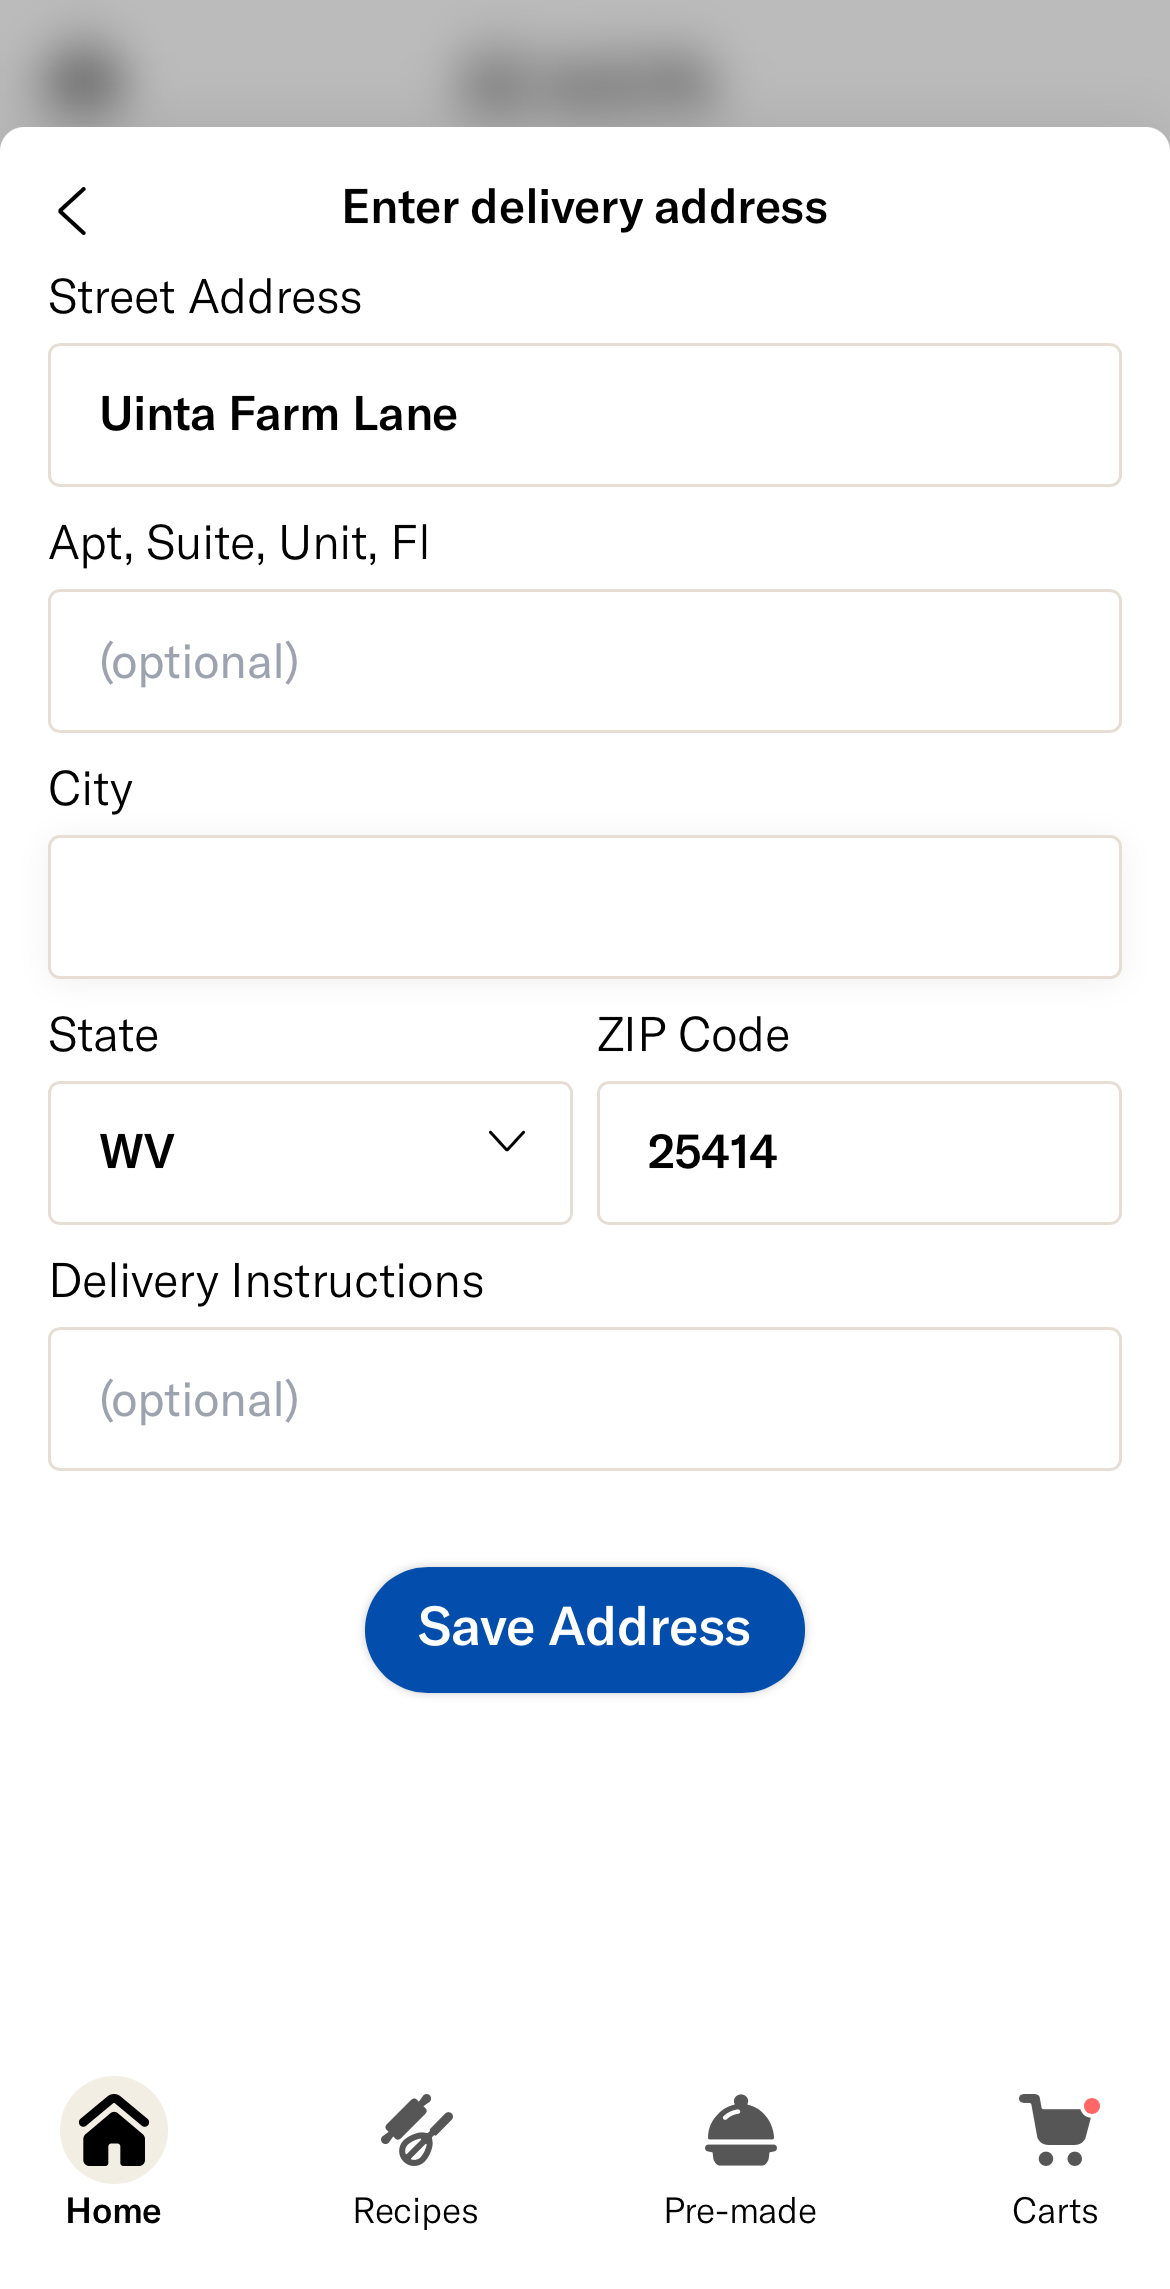 Enter delivery address
Street Address
Uinta Farm Lane
Apt, Suite, Unit, Fl
(optional)
City
State
ZIP Code
WV
25414
Delivery Instructions
(optional)
Save Address
Home
Recipes
Pre-made
Carts